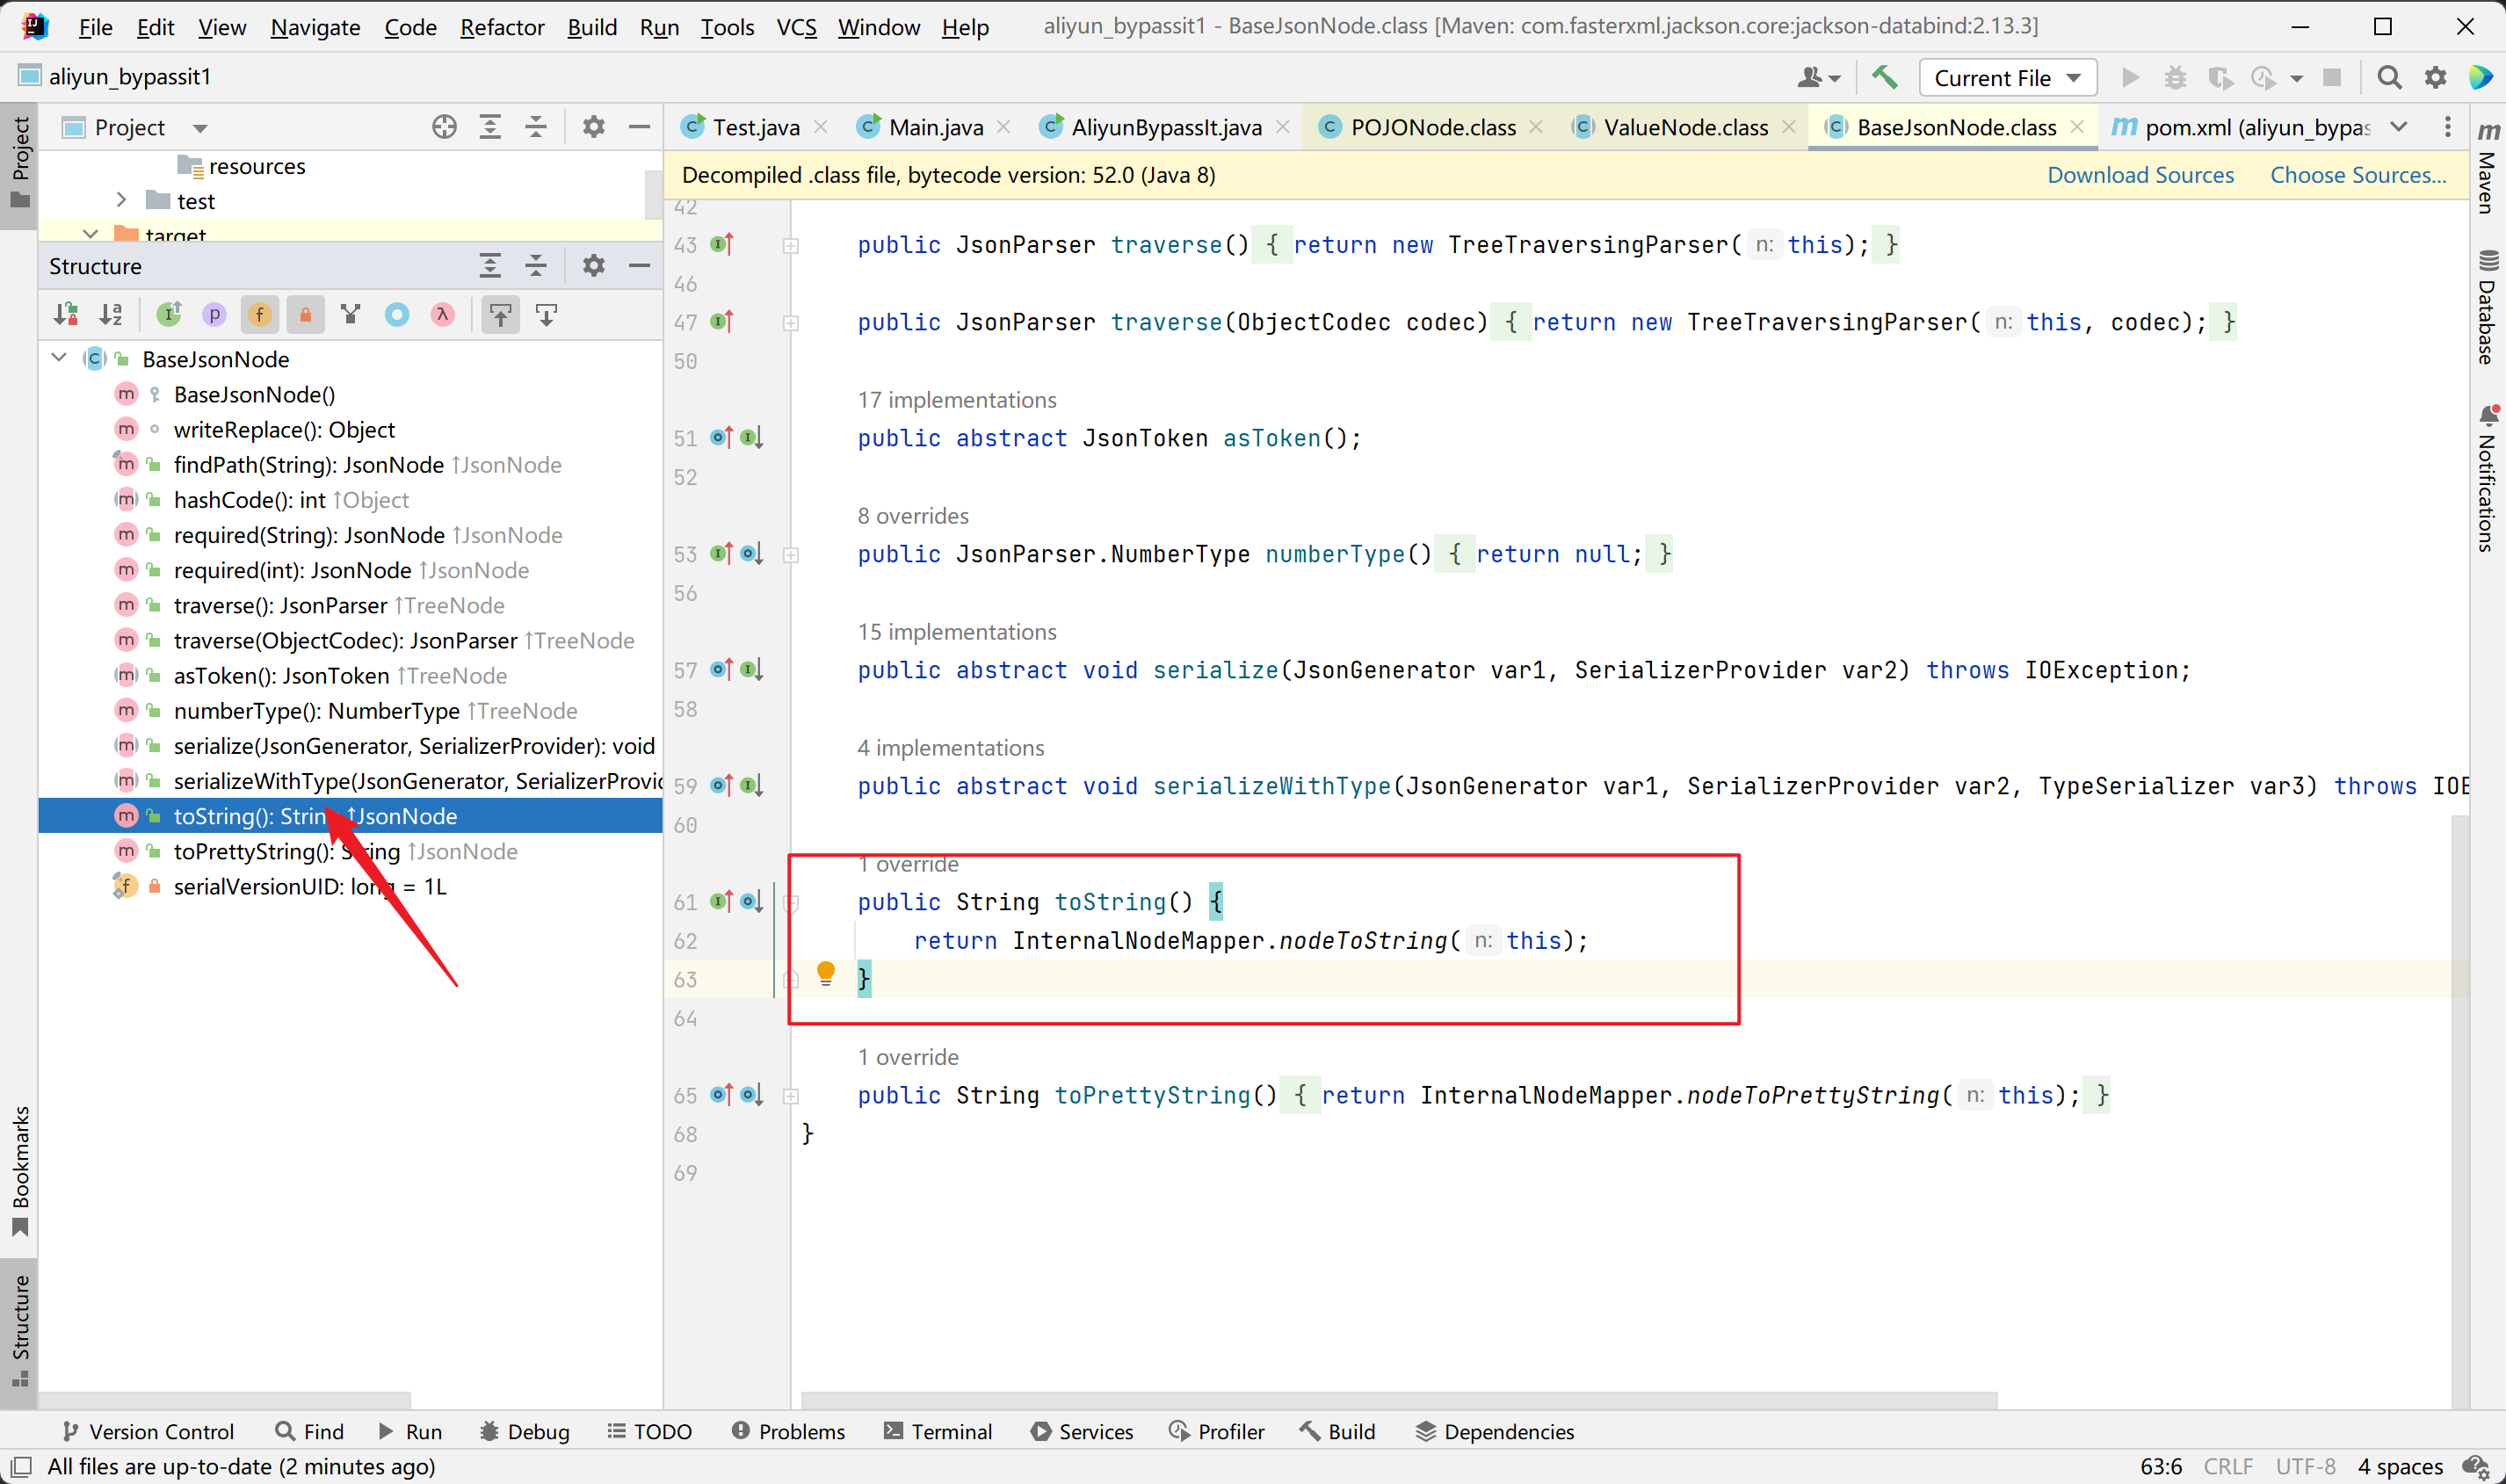 File Edit View Navigate Code Refactor Build Run Tools VCS Window Help aliyun_bypassit1 - BaseJsonNode.class [Maven: com.fasterxml.jackson.core:jackson-databind:2.13.3]
aliyun_bypassit1 Current File
Project Test.java Main.java AliyunBypassIt.java POJONode.class ValueNode.class BaseJsonNode.class pom.xml (aliyun_bypas
Decompiled .class file, bytecode version: 52.0 (Java 8) Download Sources Choose Sources...
resources
test
target
Structure
BaseJsonNode
BaseJsonNode()
writeReplace(): Object
findPath(String): JsonNode ↑JsonNode
hashCode(): int ↑Object
required(String): JsonNode ↑JsonNode
required(int): JsonNode ↑JsonNode
traverse(): JsonParser ↑TreeNode
traverse(ObjectCodec): JsonParser ↑TreeNode
asToken(): JsonToken ↑TreeNode
numberType(): NumberType ↑TreeNode
serialize(JsonGenerator, SerializerProvider): void
serializeWithType(JsonGenerator, SerializerProvid
toString(): String ↑JsonNode
toPrettyString(): String ↑JsonNode
serialVersionUID: long = 1L
42
43 public JsonParser traverse() { return new TreeTraversingParser( n: this); }
46
47 public JsonParser traverse(ObjectCodec codec) { return new TreeTraversingParser( n: this, codec); }
50
17 implementations
51 public abstract JsonToken asToken();
52
8 overrides
53 public JsonParser.NumberType numberType() { return null; }
56
15 implementations
57 public abstract void serialize(JsonGenerator var1, SerializerProvider var2) throws IOException;
58
4 implementations
59 public abstract void serializeWithType(JsonGenerator var1, SerializerProvider var2, TypeSerializer var3) throws IOE
60
1 override
61 public String toString() {
62 return InternalNodeMapper.nodeToString( n: this);
63 }
64
1 override
65 public String toPrettyString() { return InternalNodeMapper.nodeToPrettyString( n: this); }
68 }
69
Project
Bookmarks
Structure
Maven
Database
Notifications
Version Control Find Run Debug TODO Problems Terminal Services Profiler Build Dependencies
All files are up-to-date (2 minutes ago) 63:6 CRLF UTF-8 4 spaces